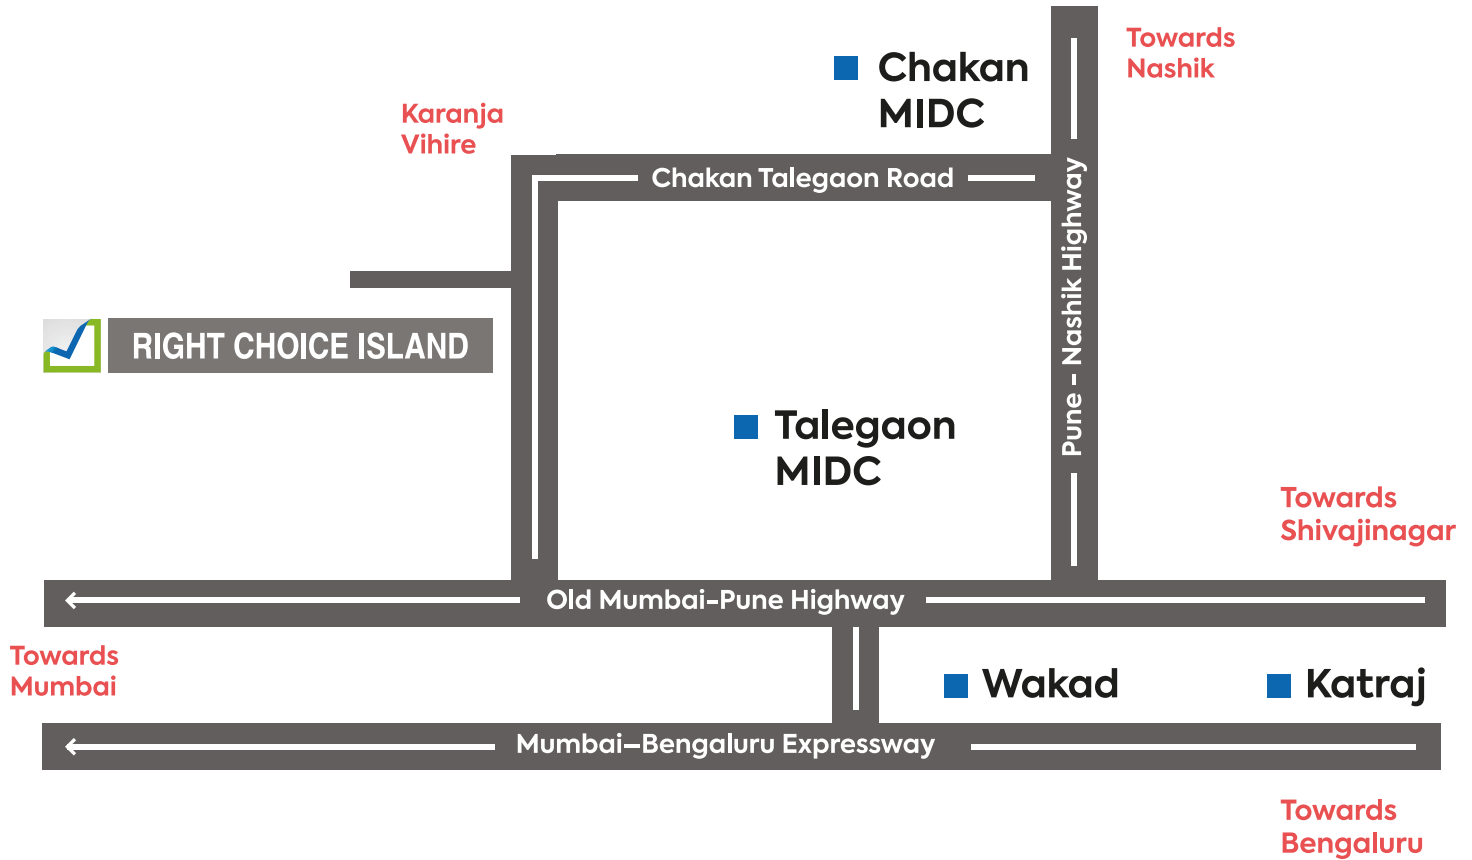 Towards
Nashik
Chakan
MIDC
Karanja
Vihire
Chakan Talegaon Road
Pune - Nashik Highway
RIGHT CHOICE ISLAND
Talegaon
MIDC
Towards
Shivajinagar
Old Mumbai-Pune Highway
Towards
Mumbai
Wakad
Katraj
Mumbai–Bengaluru Expressway
Towards
Bengaluru